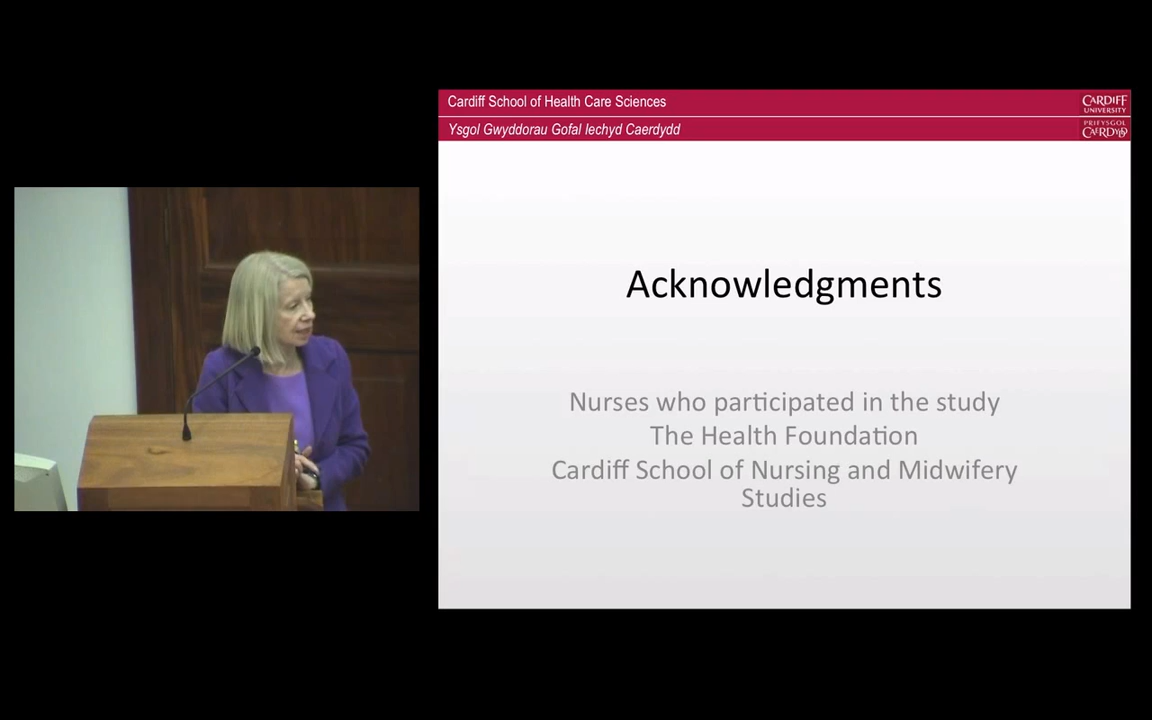 Cardiff School of Health Care Sciences
Ysgol Gwyddorau Gofal Iechyd Caerdydd
CARDIFF
UNIVERSITY
PRIFYSGOL
CAERDYDD
Acknowledgments
Nurses who participated in the study
The Health Foundation
Cardiff School of Nursing and Midwifery
Studies